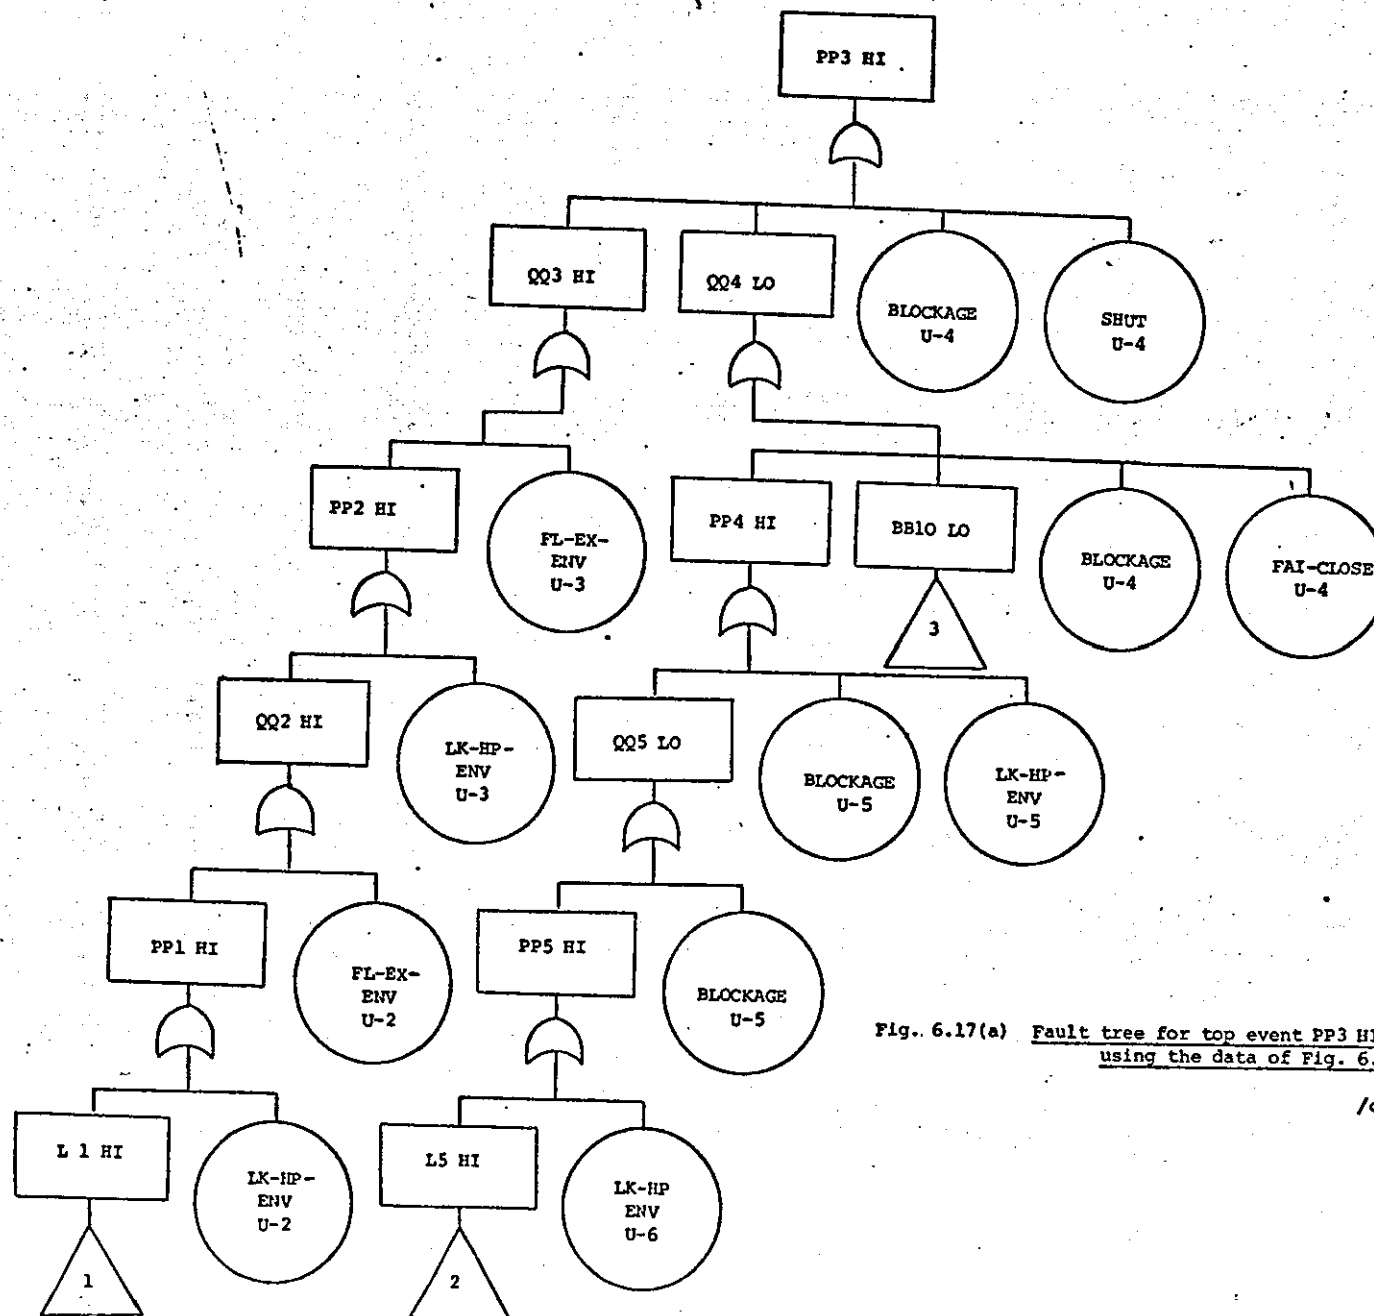 PP3 HI
QQ3 HI
QQ4 LO
BLOCKAGE
U-4
SHUT
U-4
PP2 HI
FL-EX-
ENV
U-3
PP4 HI
BB10 LO
BLOCKAGE
U-4
FAI-CLOSE
U-4
3
QQ2 HI
LK-HP-
ENV
U-3
QQ5 LO
BLOCKAGE
U-5
LK-HP-
ENV
U-5
PP1 HI
FL-EX-
ENV
U-2
PP5 HI
BLOCKAGE
U-5
Fig. 6.17(a) Fault tree for top event PP3 HI
using the data of Fig. 6.
L 1 HI
LK-HP-
ENV
U-2
L5 HI
LK-HP
ENV
U-6
1
2